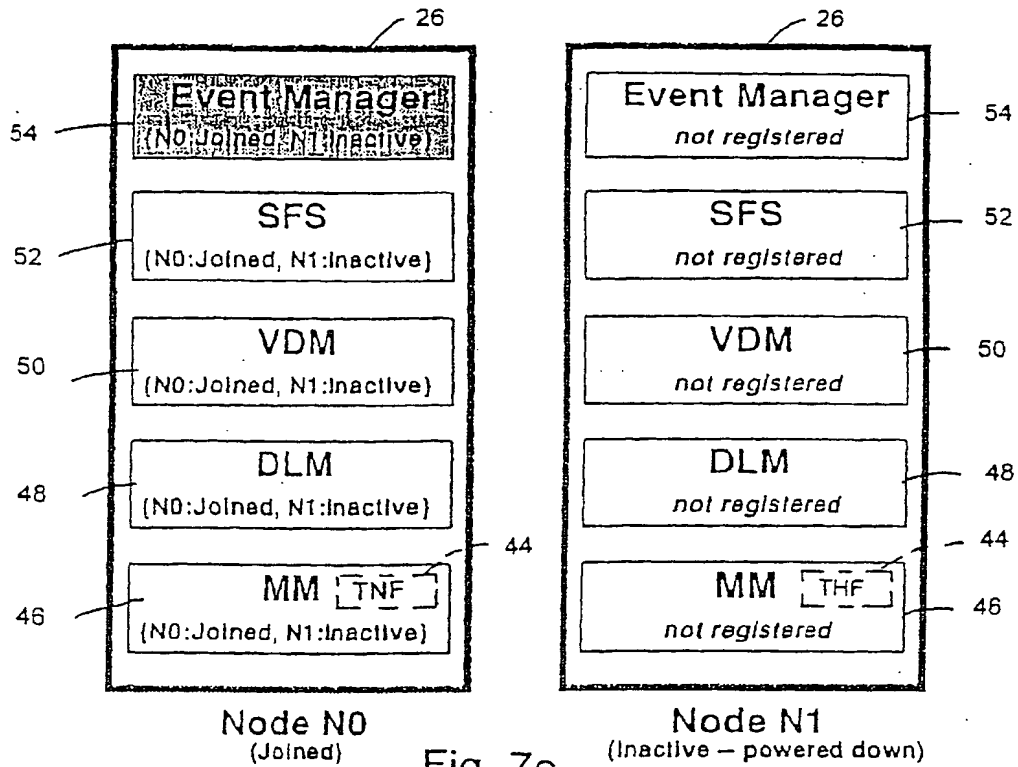 26
26
Event Manager
(N0:Joined, N1:Inactive)
54
SFS
(N0:Joined, N1:Inactive)
52
VDM
(N0:Joined, N1:Inactive)
50
DLM
(N0:Joined, N1:Inactive)
48
44
MM
TNF
(N0:Joined, N1:Inactive)
46
Node N0
(Joined)
Event Manager
not registered
54
SFS
not registered
52
VDM
not registered
50
DLM
not registered
48
44
MM
THF
not registered
46
Node N1
(Inactive – powered down)
Fig.